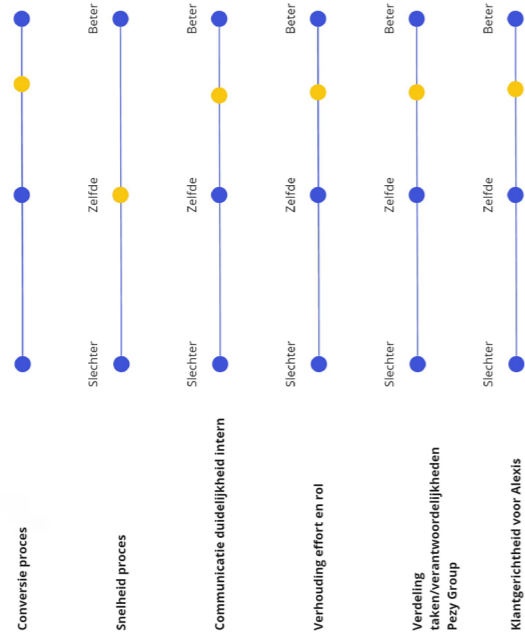 Conversie proces
Slechter Zelfde Beter
Snelheid proces
Slechter Zelfde Beter
Communicatie duidelijkheid intern
Slechter Zelfde Beter
Verhouding effort en rol
Slechter Zelfde Beter
Verdeling
taken/verantwoordelijkheden
Pezy Group
Slechter Zelfde Beter
Klantgerichtheid voor Alexis